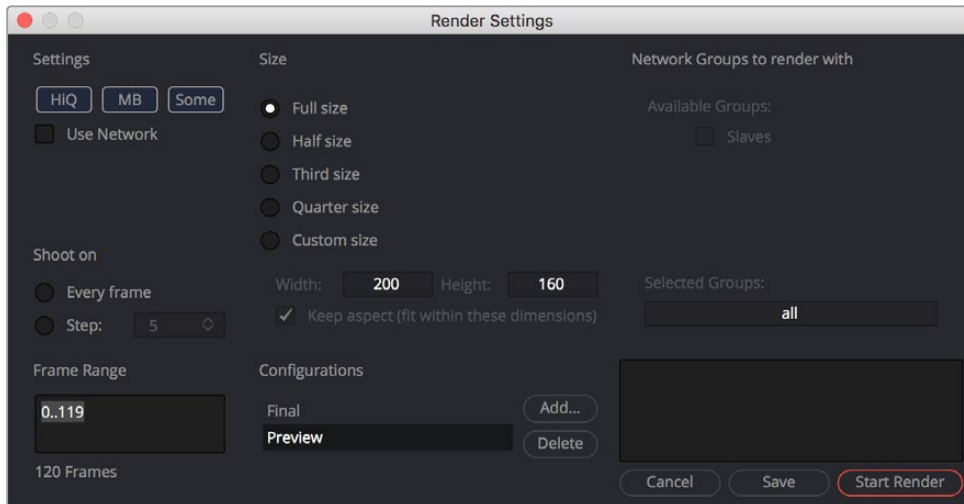 Render Settings
Settings
HiQ MB Some
Use Network
Shoot on
Every frame
Step: 5
Frame Range
0..119
120 Frames
Size
Full size
Half size
Third size
Quarter size
Custom size
Width: 200 Height: 160
Keep aspect (fit within these dimensions)
Configurations
Final
Preview
Add...
Delete
Network Groups to render with
Available Groups:
Slaves
Selected Groups:
all
Cancel Save Start Render